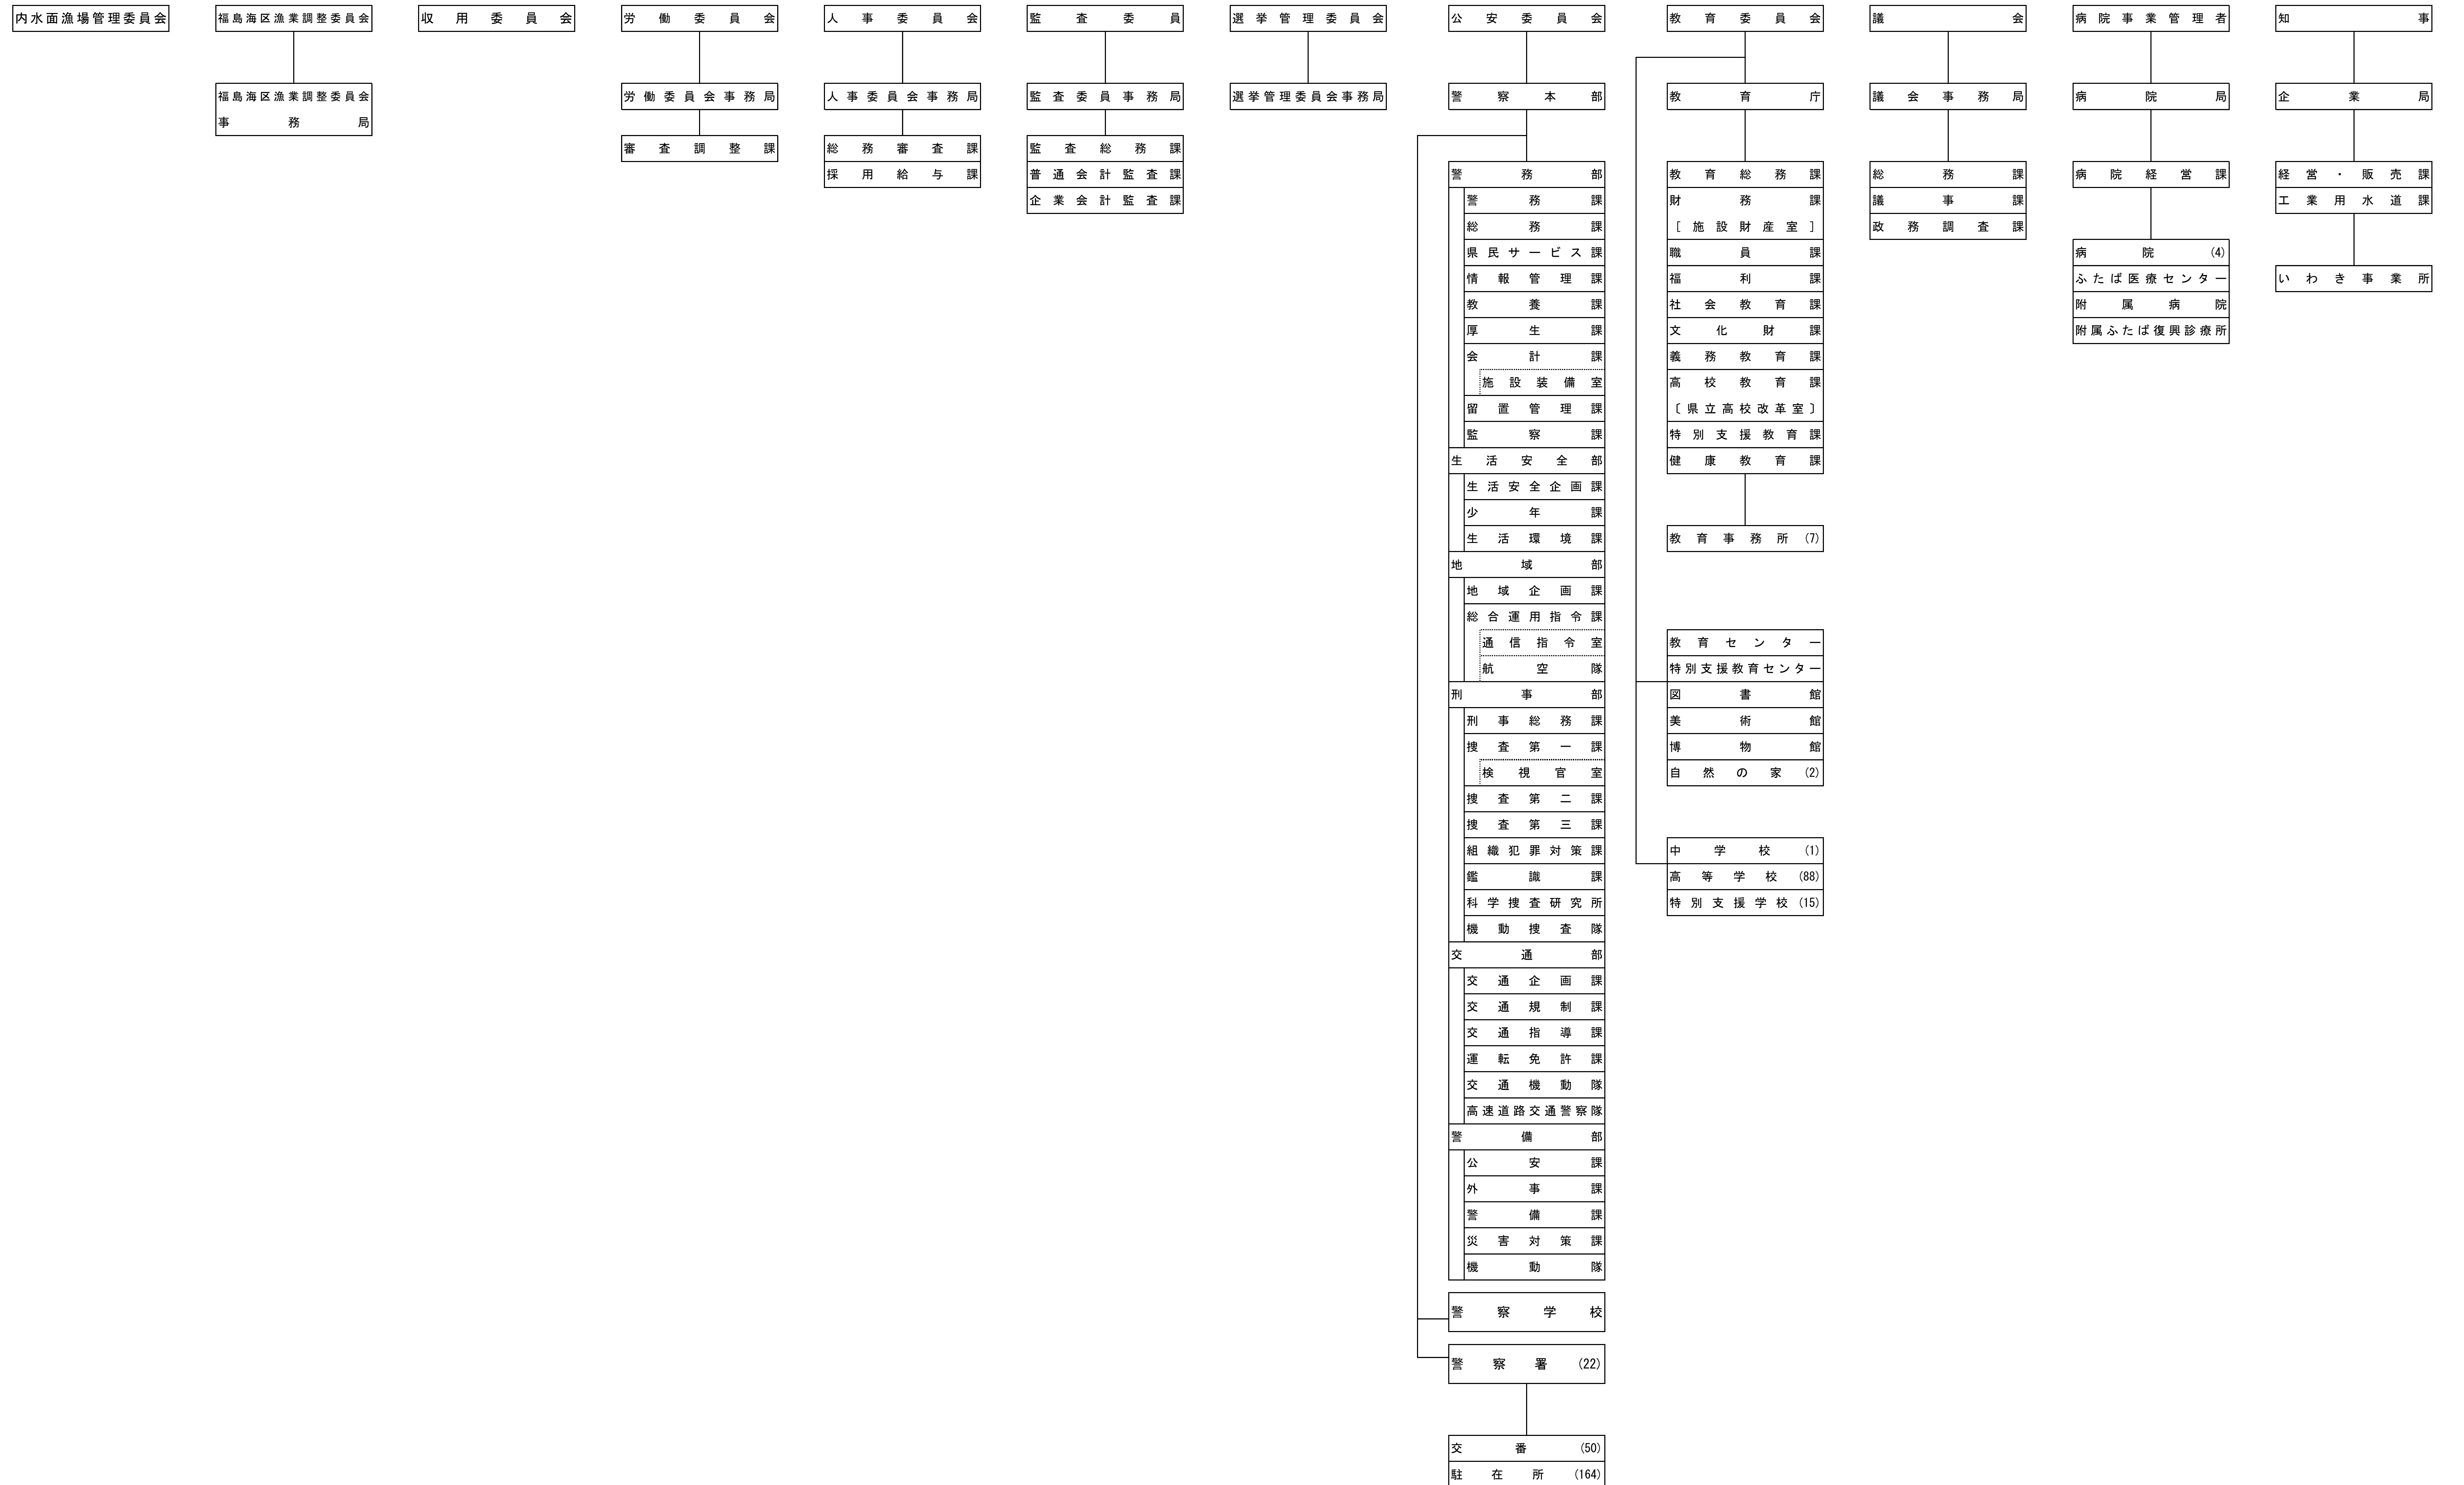 内水面漁場管理委員会
福島海区漁業調整委員会
福島海区漁業調整委員会
事務局
収用委員会
労働委員会
労働委員会事務局
審査調整課
人事委員会
人事委員会事務局
総務審査課
採用給与課
監査委員
監査委員事務局
監査総務課
普通会計監査課
企業会計監査課
選挙管理委員会
選挙管理委員会事務局
公安委員会
警察本部
警務部
警務課
総務課
県民サービス課
情報管理課
教養課
厚生課
会計課
施設装備室
留置管理課
監察課
生活安全部
生活安全企画課
少年課
生活環境課
地域部
地域企画課
総合運用指令課
通信指令室
航空隊
刑事部
刑事総務課
捜査第一課
検視官室
捜査第二課
捜査第三課
組織犯罪対策課
鑑識課
科学捜査研究所
機動捜査隊
交通部
交通企画課
交通規制課
交通指導課
運転免許課
交通機動隊
高速道路交通警察隊
警備部
公安課
外事課
警備課
災害対策課
機動隊
警察学校
警察署(22)
交番(50)
駐在所(164)
教育委員会
教育庁
教育総務課
財務課
[施設財産室]
職員課
福利課
社会教育課
文化財課
義務教育課
高校教育課
〔県立高校改革室〕
特別支援教育課
健康教育課
教育事務所(7)
教育センター
特別支援教育センター
図書館
美術館
博物館
自然の家(2)
中学校(1)
高等学校(88)
特別支援学校(15)
議会
議会事務局
総務課
議事課
政務調査課
病院事業管理者
病院局
病院経営課
病院(4)
ふたば医療センター
附属病院
附属ふたば復興診療所
知事
企業局
経営・販売課
工業用水道課
いわき事業所